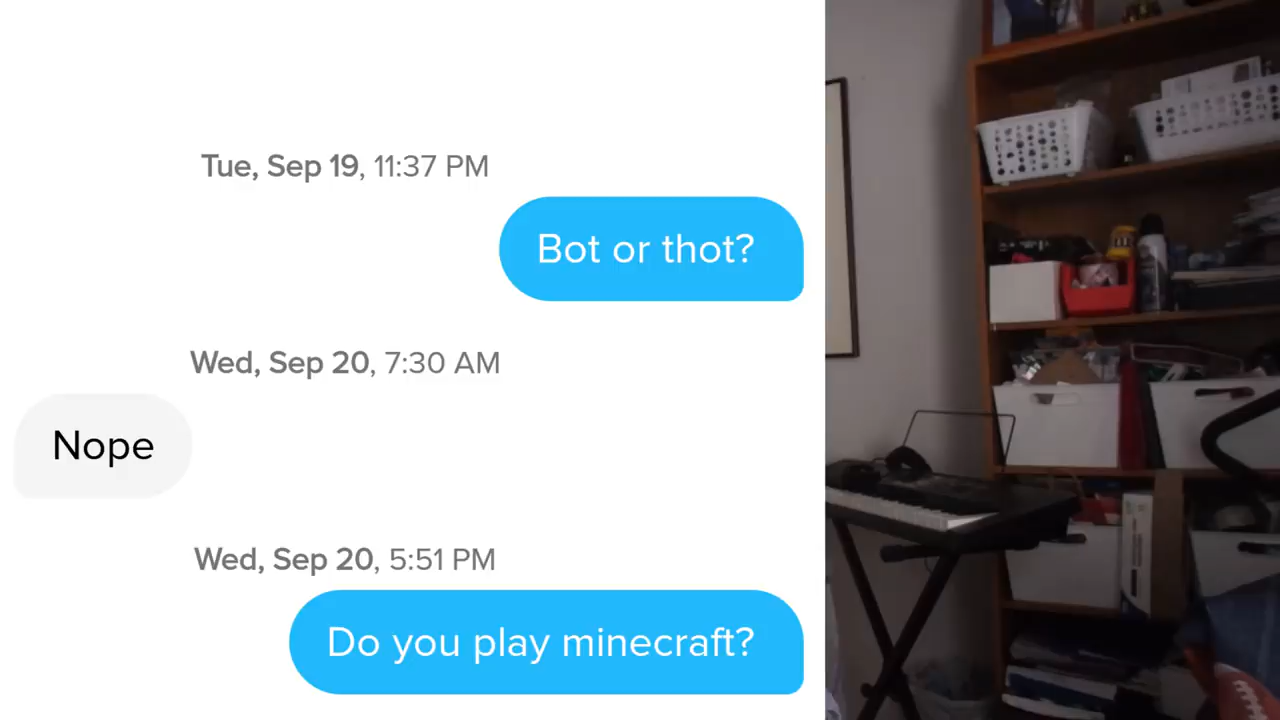 Tue, Sep 19, 11:37 PM
Bot or thot?
Wed, Sep 20, 7:30 AM
Nope
Wed, Sep 20, 5:51 PM
Do you play minecraft?